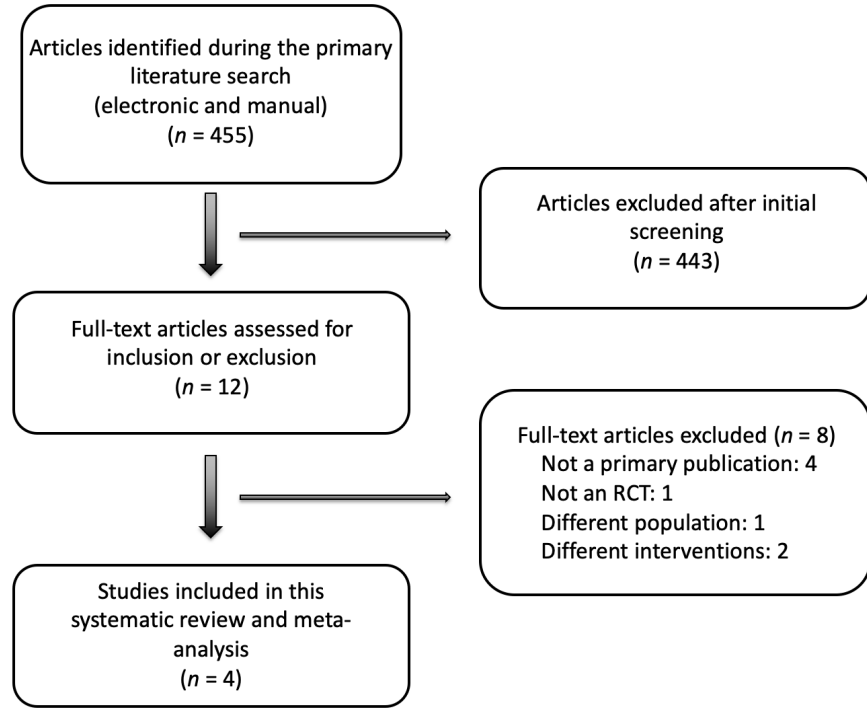 Articles identified during the primary
literature search
(electronic and manual)
(n = 455)
Articles excluded after initial
screening
(n = 443)
Full-text articles assessed for
inclusion or exclusion
(n = 12)
Full-text articles excluded (n = 8)
Not a primary publication: 4
Not an RCT: 1
Different population: 1
Different interventions: 2
Studies included in this
systematic review and meta-
analysis
(n = 4)